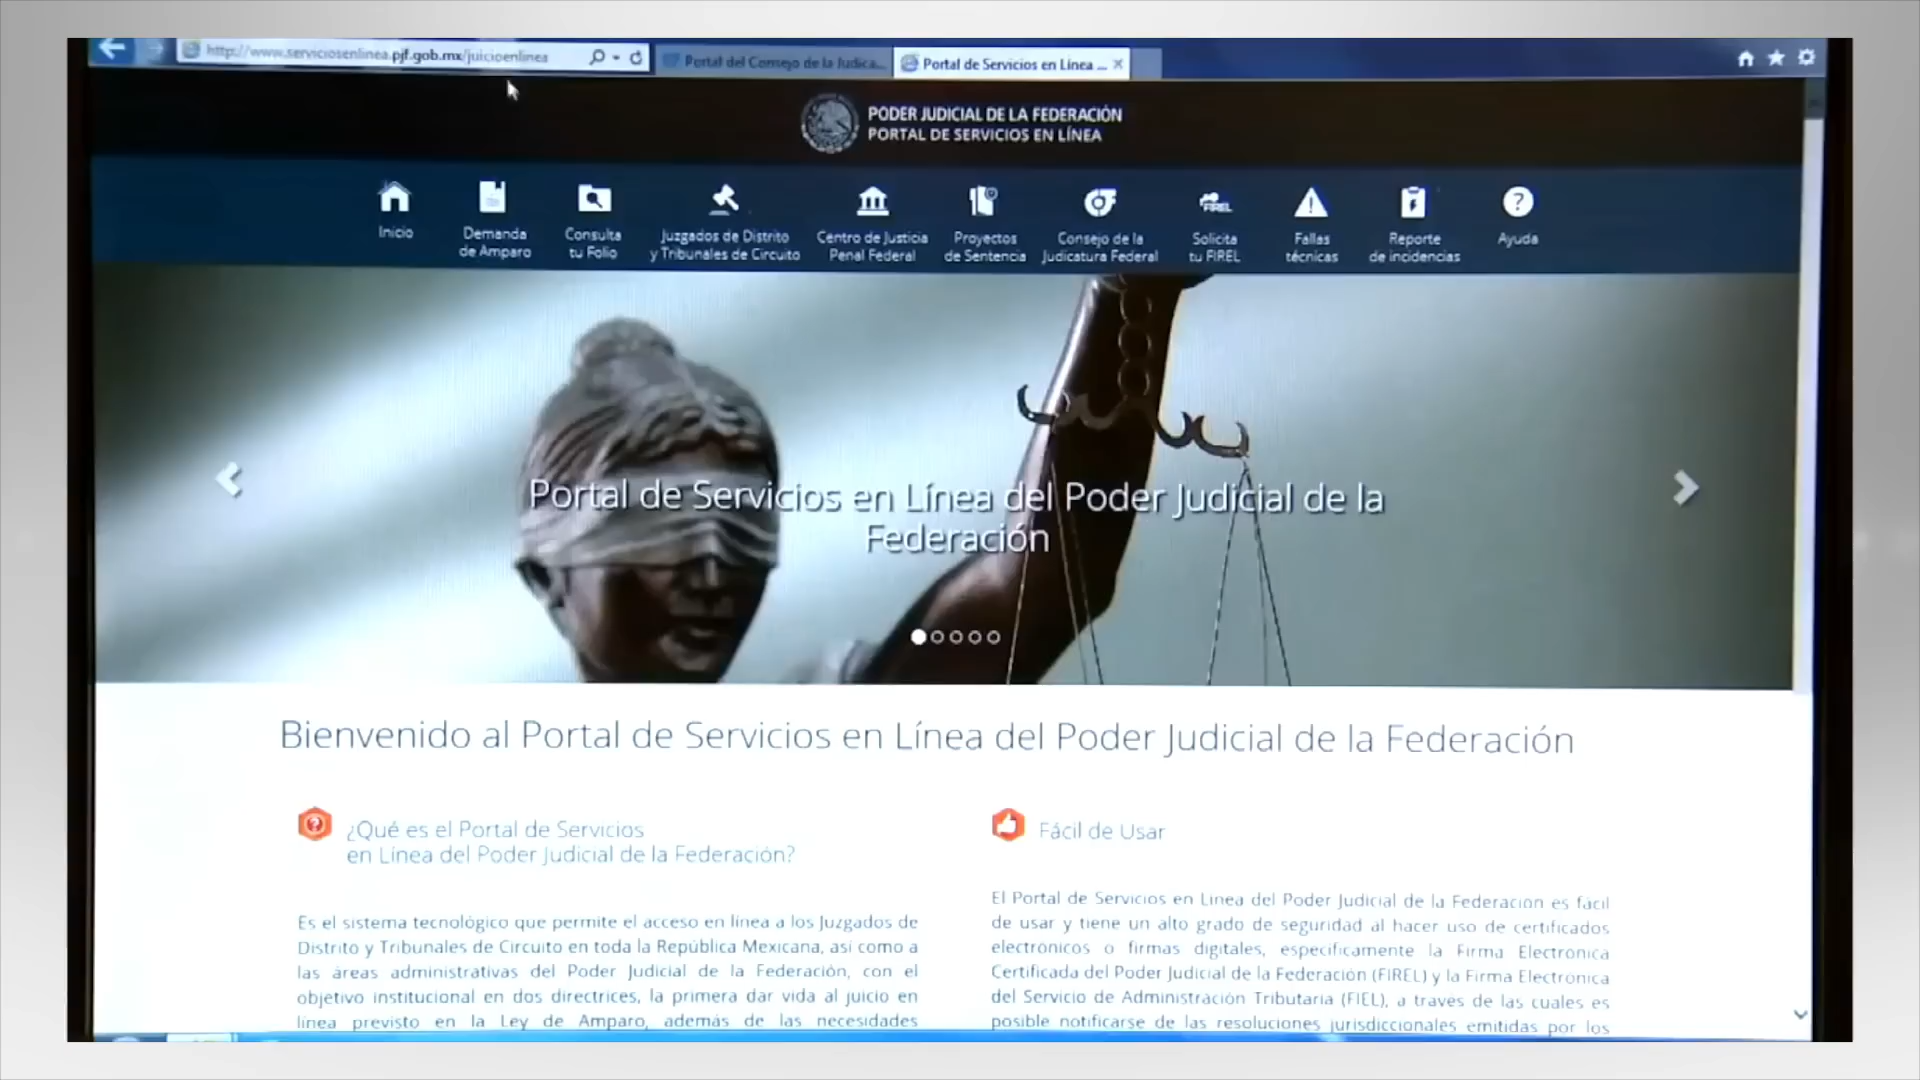 http://www.serviciosenlinea.pjf.gob.mx/juicioenlinea
Portal del Consejo de la Judica...
Portal de Servicios en Línea ...
PODER JUDICIAL DE LA FEDERACIÓN
PORTAL DE SERVICIOS EN LÍNEA
Inicio
Demanda
de Amparo
Consulta
tu Folio
Juzgados de Distrito
y Tribunales de Circuito
Centro de Justicia
Penal Federal
Proyectos
de Sentencia
Consejo de la
Judicatura Federal
FIREL
Solicita
tu FIREL
Fallas
técnicas
Reporte
de incidencias
Ayuda
Portal de Servicios en Línea del Poder Judicial de la
Federación
Bienvenido al Portal de Servicios en Línea del Poder Judicial de la Federación
¿Qué es el Portal de Servicios
en Línea del Poder Judicial de la Federación?
Es el sistema tecnológico que permite el acceso en línea a los Juzgados de
Distrito y Tribunales de Circuito en toda la República Mexicana, así como a
las áreas administrativas del Poder Judicial de la Federación, con el
objetivo institucional en dos directrices, la primera dar vida al juicio en
línea previsto en la Ley de Amparo, además de las necesidades
Fácil de Usar
El Portal de Servicios en Línea del Poder Judicial de la Federación es fácil
de usar y tiene un alto grado de seguridad al hacer uso de certificados
electrónicos o firmas digitales, específicamente la Firma Electrónica
Certificada del Poder Judicial de la Federación (FIREL) y la Firma Electrónica
del Servicio de Administración Tributaria (FIEL), a través de las cuales es
posible notificarse de las resoluciones jurisdiccionales emitidas por los